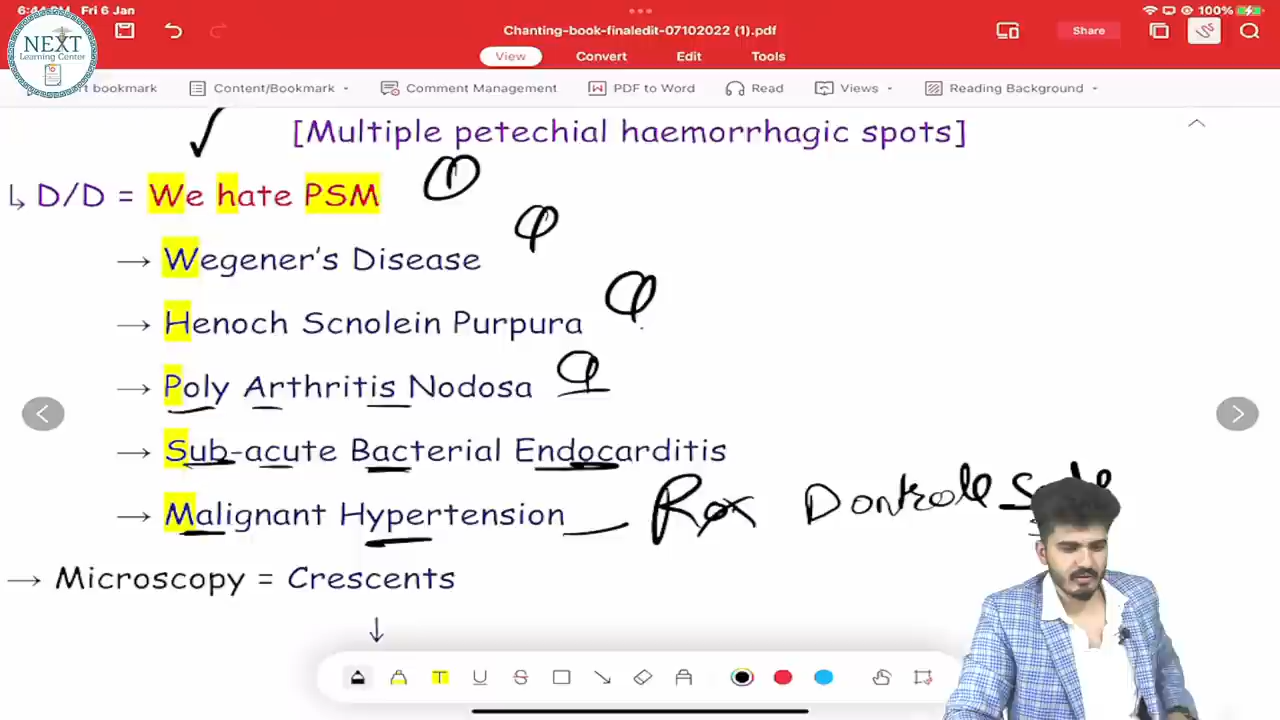 6:44 PM Fri 6 Jan
100%
NEXT
Learning Center
Chanting-book-finaledit-07102022 (1).pdf
Share
View Convert Edit Tools
bookmark Content/Bookmark Comment Management PDF to Word Read Views Reading Background
[Multiple petechial haemorrhagic spots]
D/D = We hate PSM
→ Wegener's Disease
→ Henoch Scnolein Purpura
→ Poly Arthritis Nodosa
→ Sub-acute Bacterial Endocarditis
→ Malignant Hypertension
→ Microscopy = Crescents
↓
T U S